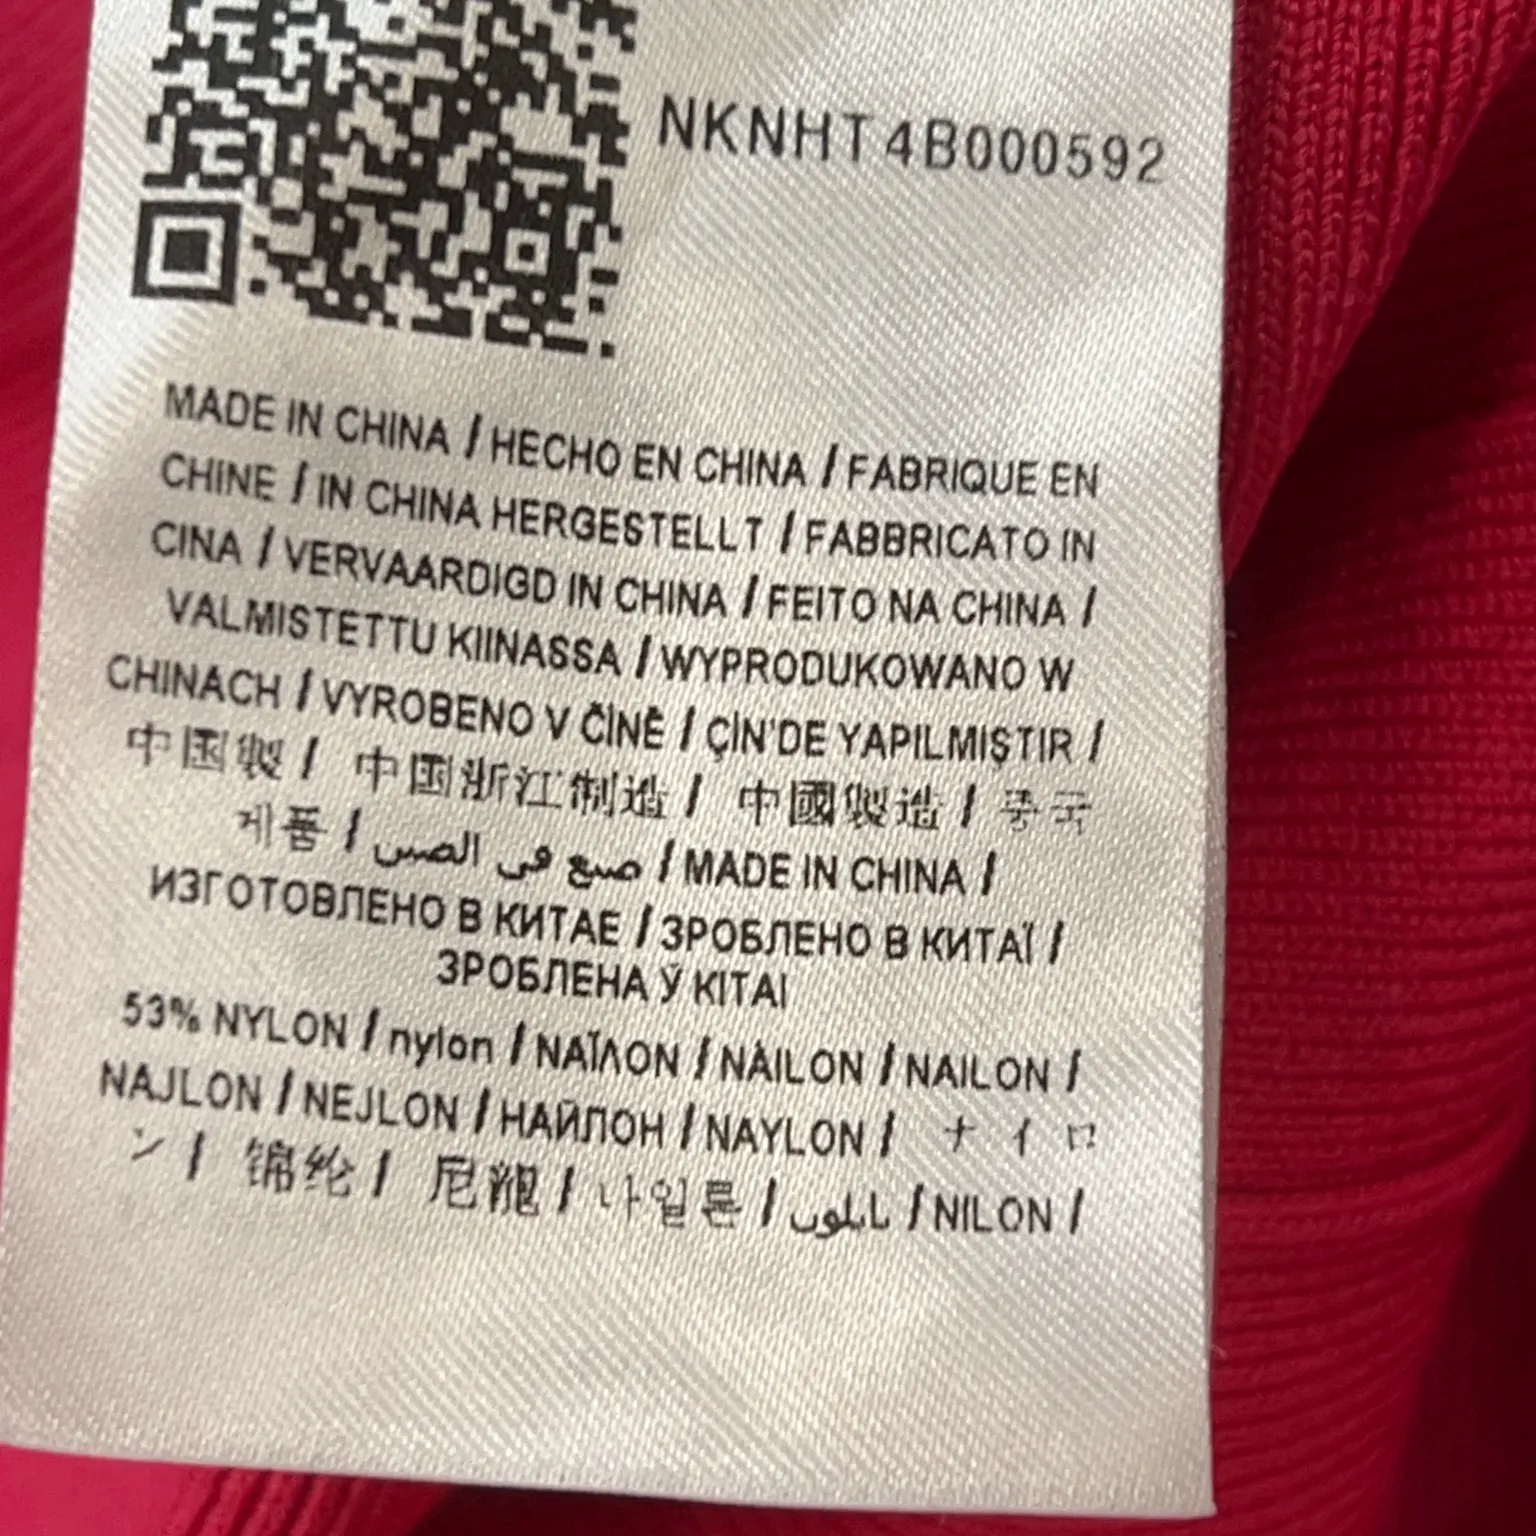 NKNHT4B000592
MADE IN CHINA / HECHO EN CHINA / FABRIQUE EN
CHINE / IN CHINA HERGESTELLT / FABBRICATO IN
CINA / VERVAARDIGD IN CHINA / FEITO NA CHINA /
VALMISTETTU KIINASSA / WYPRODUKOWANO W
CHINACH / VYROBENO V ČÍNĚ / ÇİN'DE YAPILMIŞTIR /
中国製 / 中国浙江制造 / 中國製造 / 중국
제품 / صنع في الصين / MADE IN CHINA /
ИЗГОТОВЛЕНО В КИТАЕ / ЗРОБЛЕНО В КИТАЇ /
ЗРОБЛЕНА Ў КІТАІ
53% NYLON / nylon / ΝΑΪΛΟΝ / NÀILON / NAILON /
NAJLON / NEJLON / НАЙЛОН / NAYLON / ナイロ
ン / 锦纶 / 尼龍 / 나일론 / نايلون / NILON /